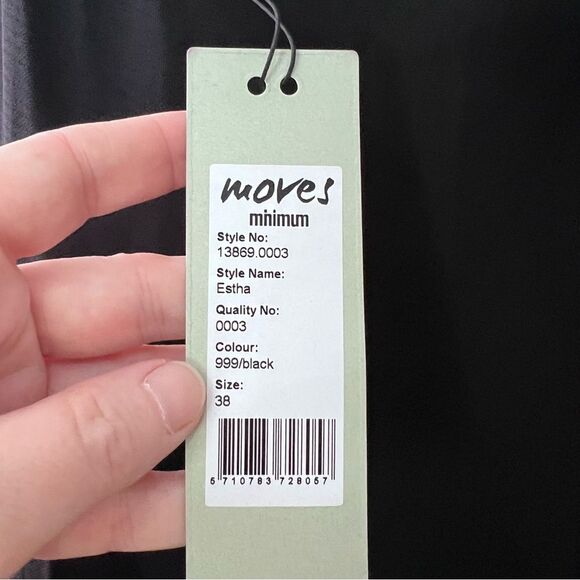 moves
minimum
Style No:
13869.0003
Style Name:
Estha
Quality No:
0003
Colour:
999/black
Size:
38
5 710783 728057